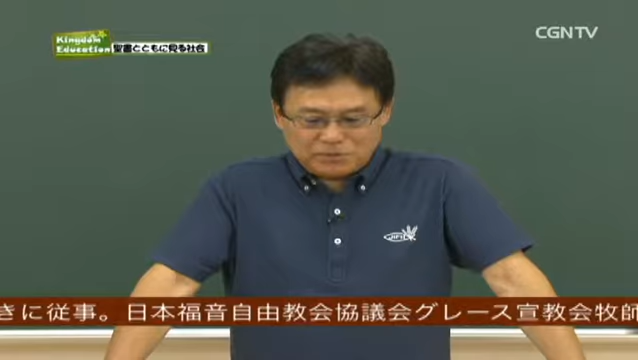 Kingdom
Education
聖書とともに見る社会
CGNTV
きに従事。日本福音自由教会協議会グレース宣教会牧師